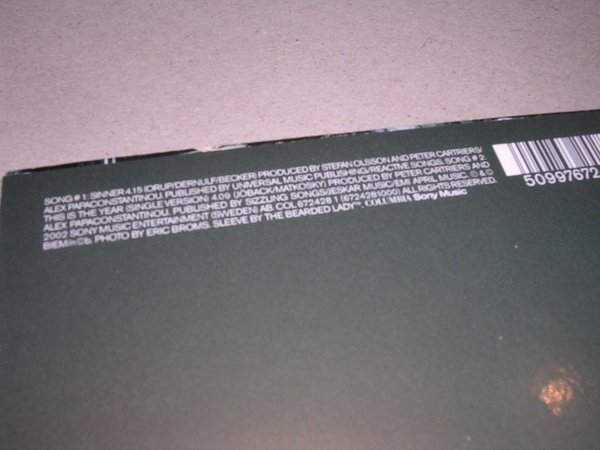 SONG # 1: SINNER 4.15 (DRUP/DERNULF/BECKER PRODUCED BY STEFAN OLSSON AND PETER CARTRIERS/
ALEX PAPACONSTANTINOU. PUBLISHED BY UNIVERSAL MUSIC PUBLISHING/REACTIVE SONGS. SONG # 2:
THIS IS THE YEAR (SINGLE VERSION) 4.09 (JOBACK/MATKOSKY) PRODUCED BY PETER CARTRIERS AND
ALEX PAPACONSTANTINOU. PUBLISHED BY SIZZLING SONGS/JESKAR MUSIC/EMI APRIL MUSIC. ℗ & ©
2002 SONY MUSIC ENTERTAINMENT (SWEDEN) AB COL 672428 1 (6724281000) ALL RIGHTS RESERVED.
BIEM/n©b. PHOTO BY ERIC BROMS. SLEEVE BY THE BEARDED LADY. COLUMBIA Sony Music
50997672